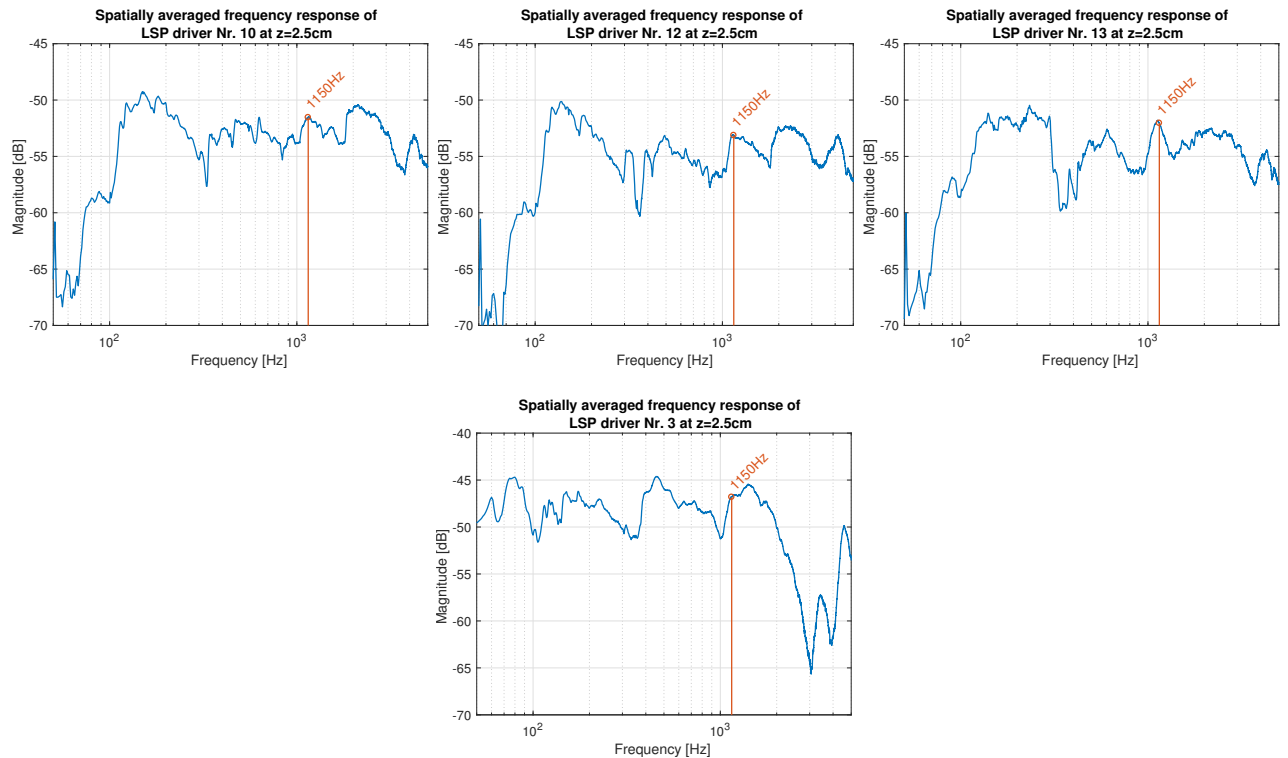 Spatially averaged frequency response of
LSP driver Nr. 10 at z=2.5cm
-45
-50
-55
-60
-65
-70
Magnitude [dB]
1150Hz
10²
10³
Frequency [Hz]
Spatially averaged frequency response of
LSP driver Nr. 12 at z=2.5cm
-45
-50
-55
-60
-65
-70
Magnitude [dB]
1150Hz
10²
10³
Frequency [Hz]
Spatially averaged frequency response of
LSP driver Nr. 13 at z=2.5cm
-45
-50
-55
-60
-65
-70
Magnitude [dB]
1150Hz
10²
10³
Frequency [Hz]
Spatially averaged frequency response of
LSP driver Nr. 3 at z=2.5cm
-40
-45
-50
-55
-60
-65
-70
Magnitude [dB]
1150Hz
10²
10³
Frequency [Hz]